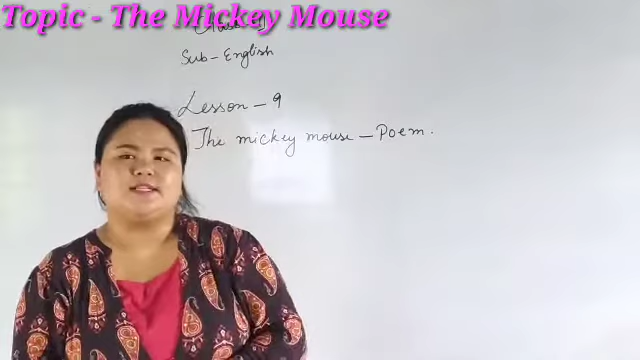 Topic - The Mickey Mouse
Sub - English
Lesson - 9
The mickey mouse - Poem.